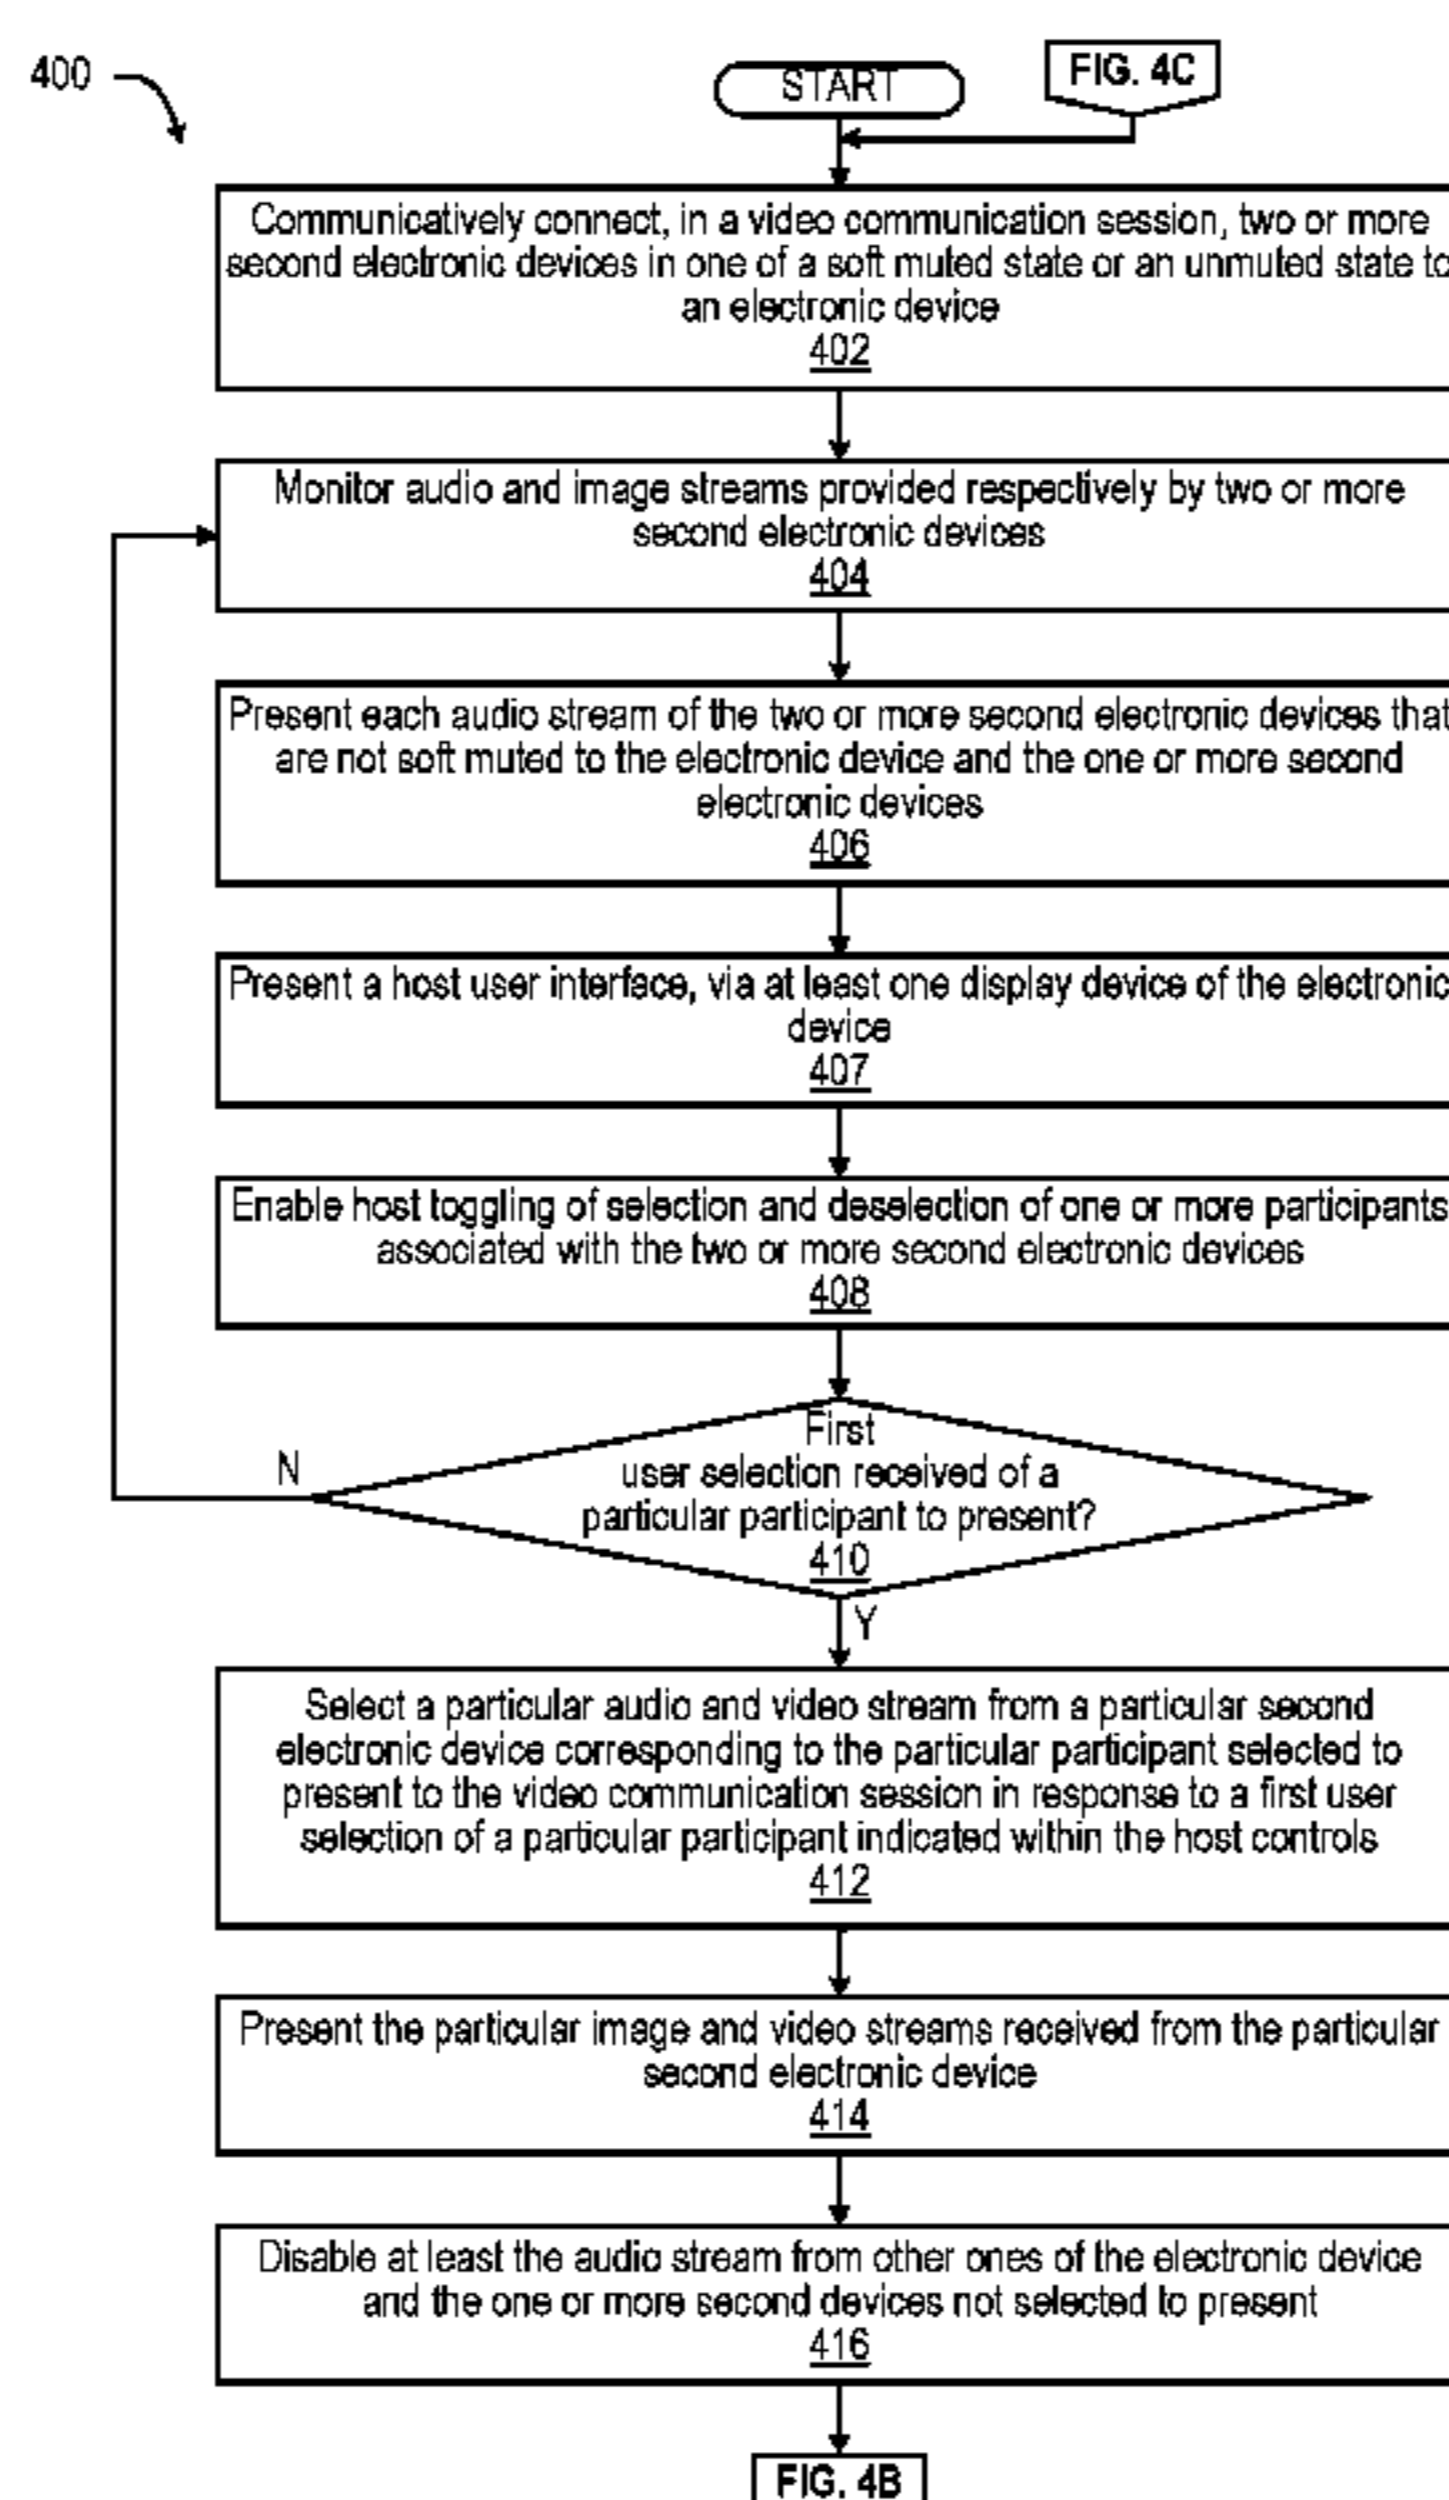 400
START
FIG. 4C
Communicatively connect, in a video communication session, two or more
second electronic devices in one of a soft muted state or an unmuted state to
an electronic device
402
Monitor audio and image streams provided respectively by two or more
second electronic devices
404
Present each audio stream of the two or more second electronic devices that
are not soft muted to the electronic device and the one or more second
electronic devices
406
Present a host user interface, via at least one display device of the electronic
device
407
Enable host toggling of selection and deselection of one or more participants
associated with the two or more second electronic devices
408
First
user selection received of a
particular participant to present?
410
N
Y
Select a particular audio and video stream from a particular second
electronic device corresponding to the particular participant selected to
present to the video communication session in response to a first user
selection of a particular participant indicated within the host controls
412
Present the particular image and video streams received from the particular
second electronic device
414
Disable at least the audio stream from other ones of the electronic device
and the one or more second devices not selected to present
416
FIG. 4B